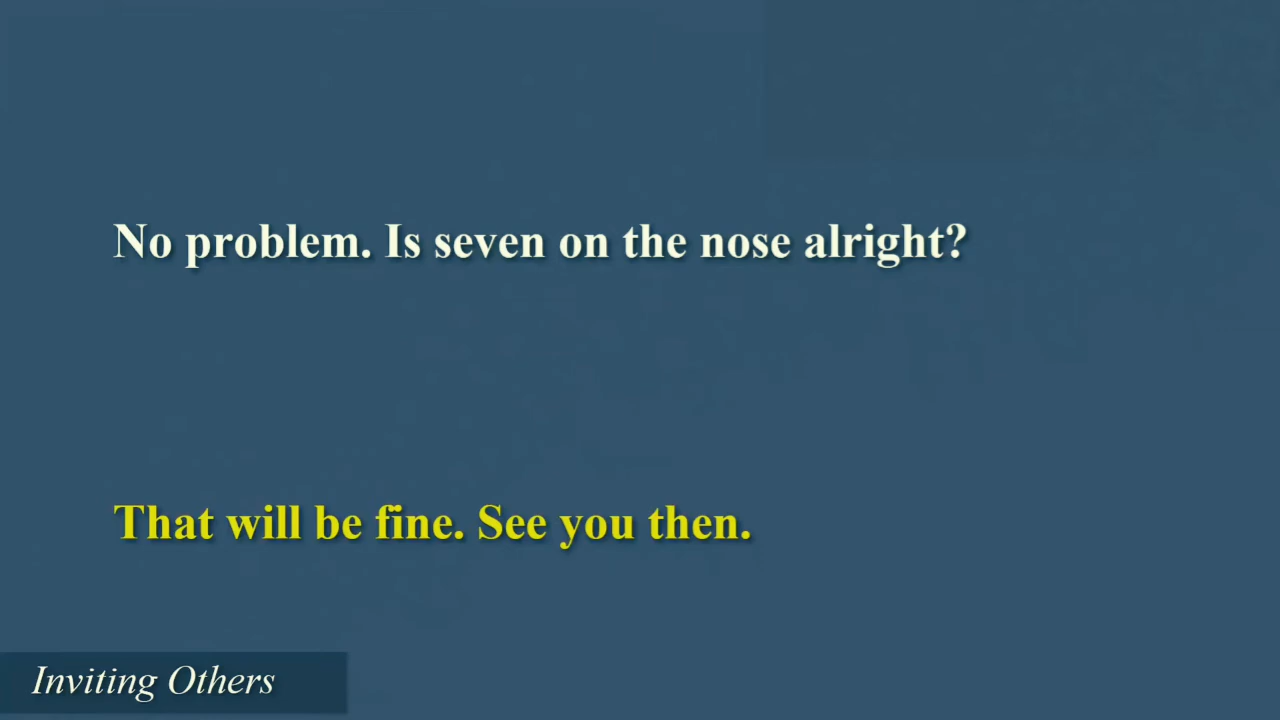 No problem. Is seven on the nose alright?
That will be fine. See you then.
Inviting Others